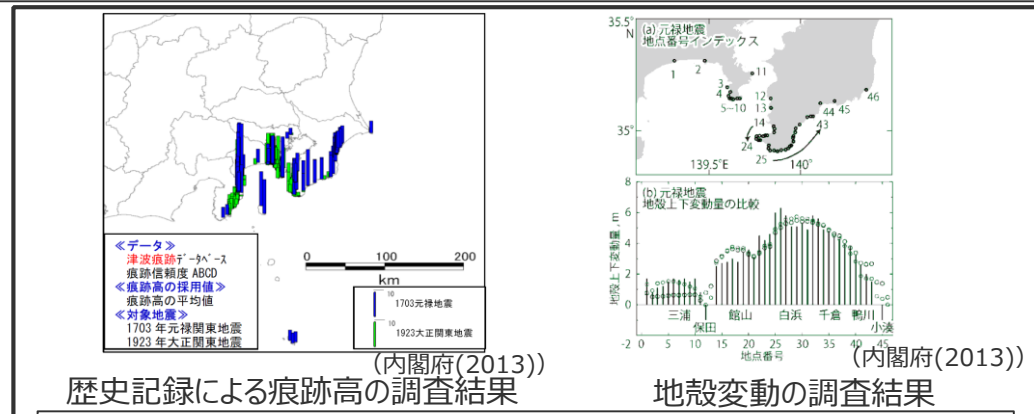 ≪データ≫
津波痕跡データベース
痕跡信頼度 ABCD
≪痕跡高の採用値≫
痕跡高の平均値
≪対象地震≫
1703 年元禄関東地震
1923 年大正関東地震
0 100 200
km
10
1703元禄地震
10
1923大正関東地震
(内閣府(2013))
歴史記録による痕跡高の調査結果
35.5°
N
(a) 元禄地震
地点番号インデックス
1
2
11
3
4
5~10
12
13
14
24
25
43
44
45
46
35°
139.5°E
140°
(b) 元禄地震
地殻上下変動量の比較
地殻上下変動量, m
8
6
4
2
0
-2
三浦
保田
館山
白浜
千倉
鴨川
小湊
0 5 10 15 20 25 30 35 40 45
地点番号
(内閣府(2013))
地殻変動の調査結果